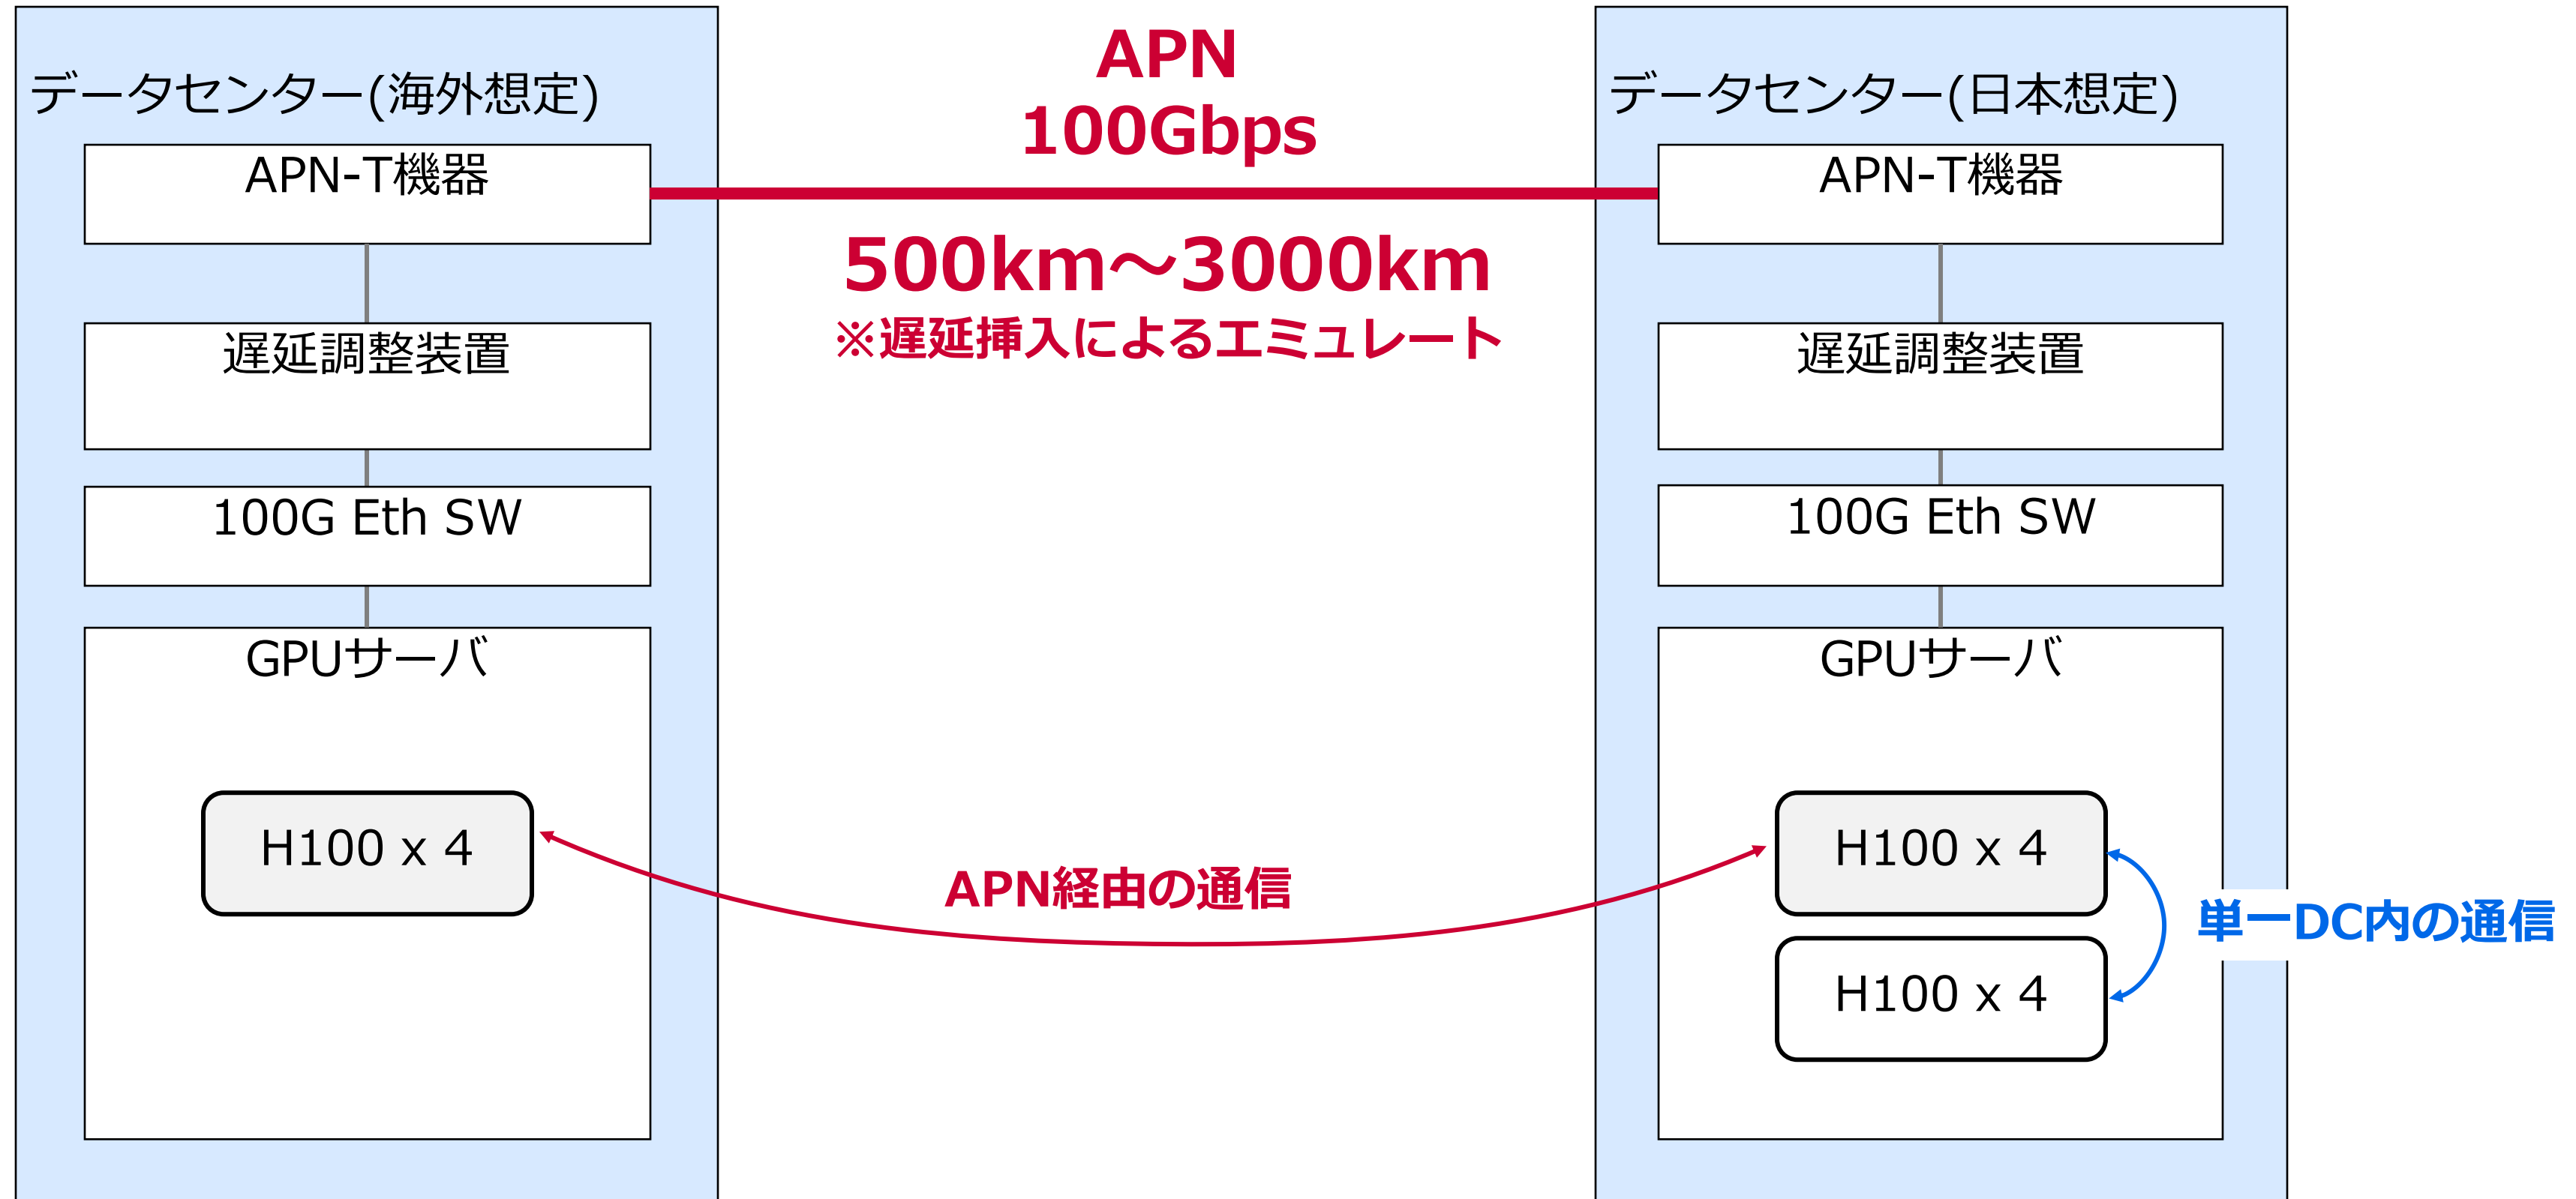 データセンター(海外想定)
APN-T機器
遅延調整装置
100G Eth SW
GPUサーバ
H100 x 4
APN
100Gbps
500km～3000km
※遅延挿入によるエミュレート
APN経由の通信
データセンター(日本想定)
APN-T機器
遅延調整装置
100G Eth SW
GPUサーバ
H100 x 4
H100 x 4
単一DC内の通信